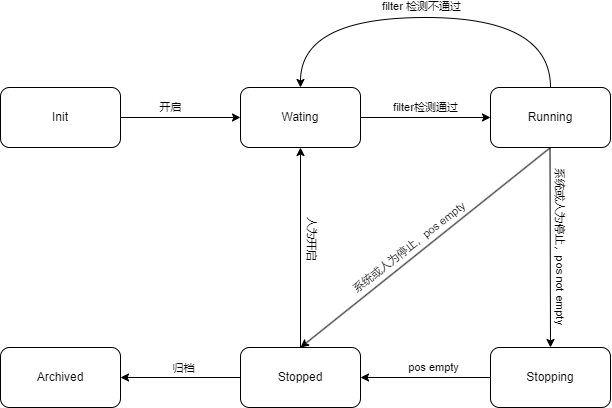 filter 检测不通过
Init
开启
Wating
filter检测通过
Running
人为开启
系统或人为停止，pos empty
系统或人为停止，pos not empty
Archived
归档
Stopped
pos empty
Stopping